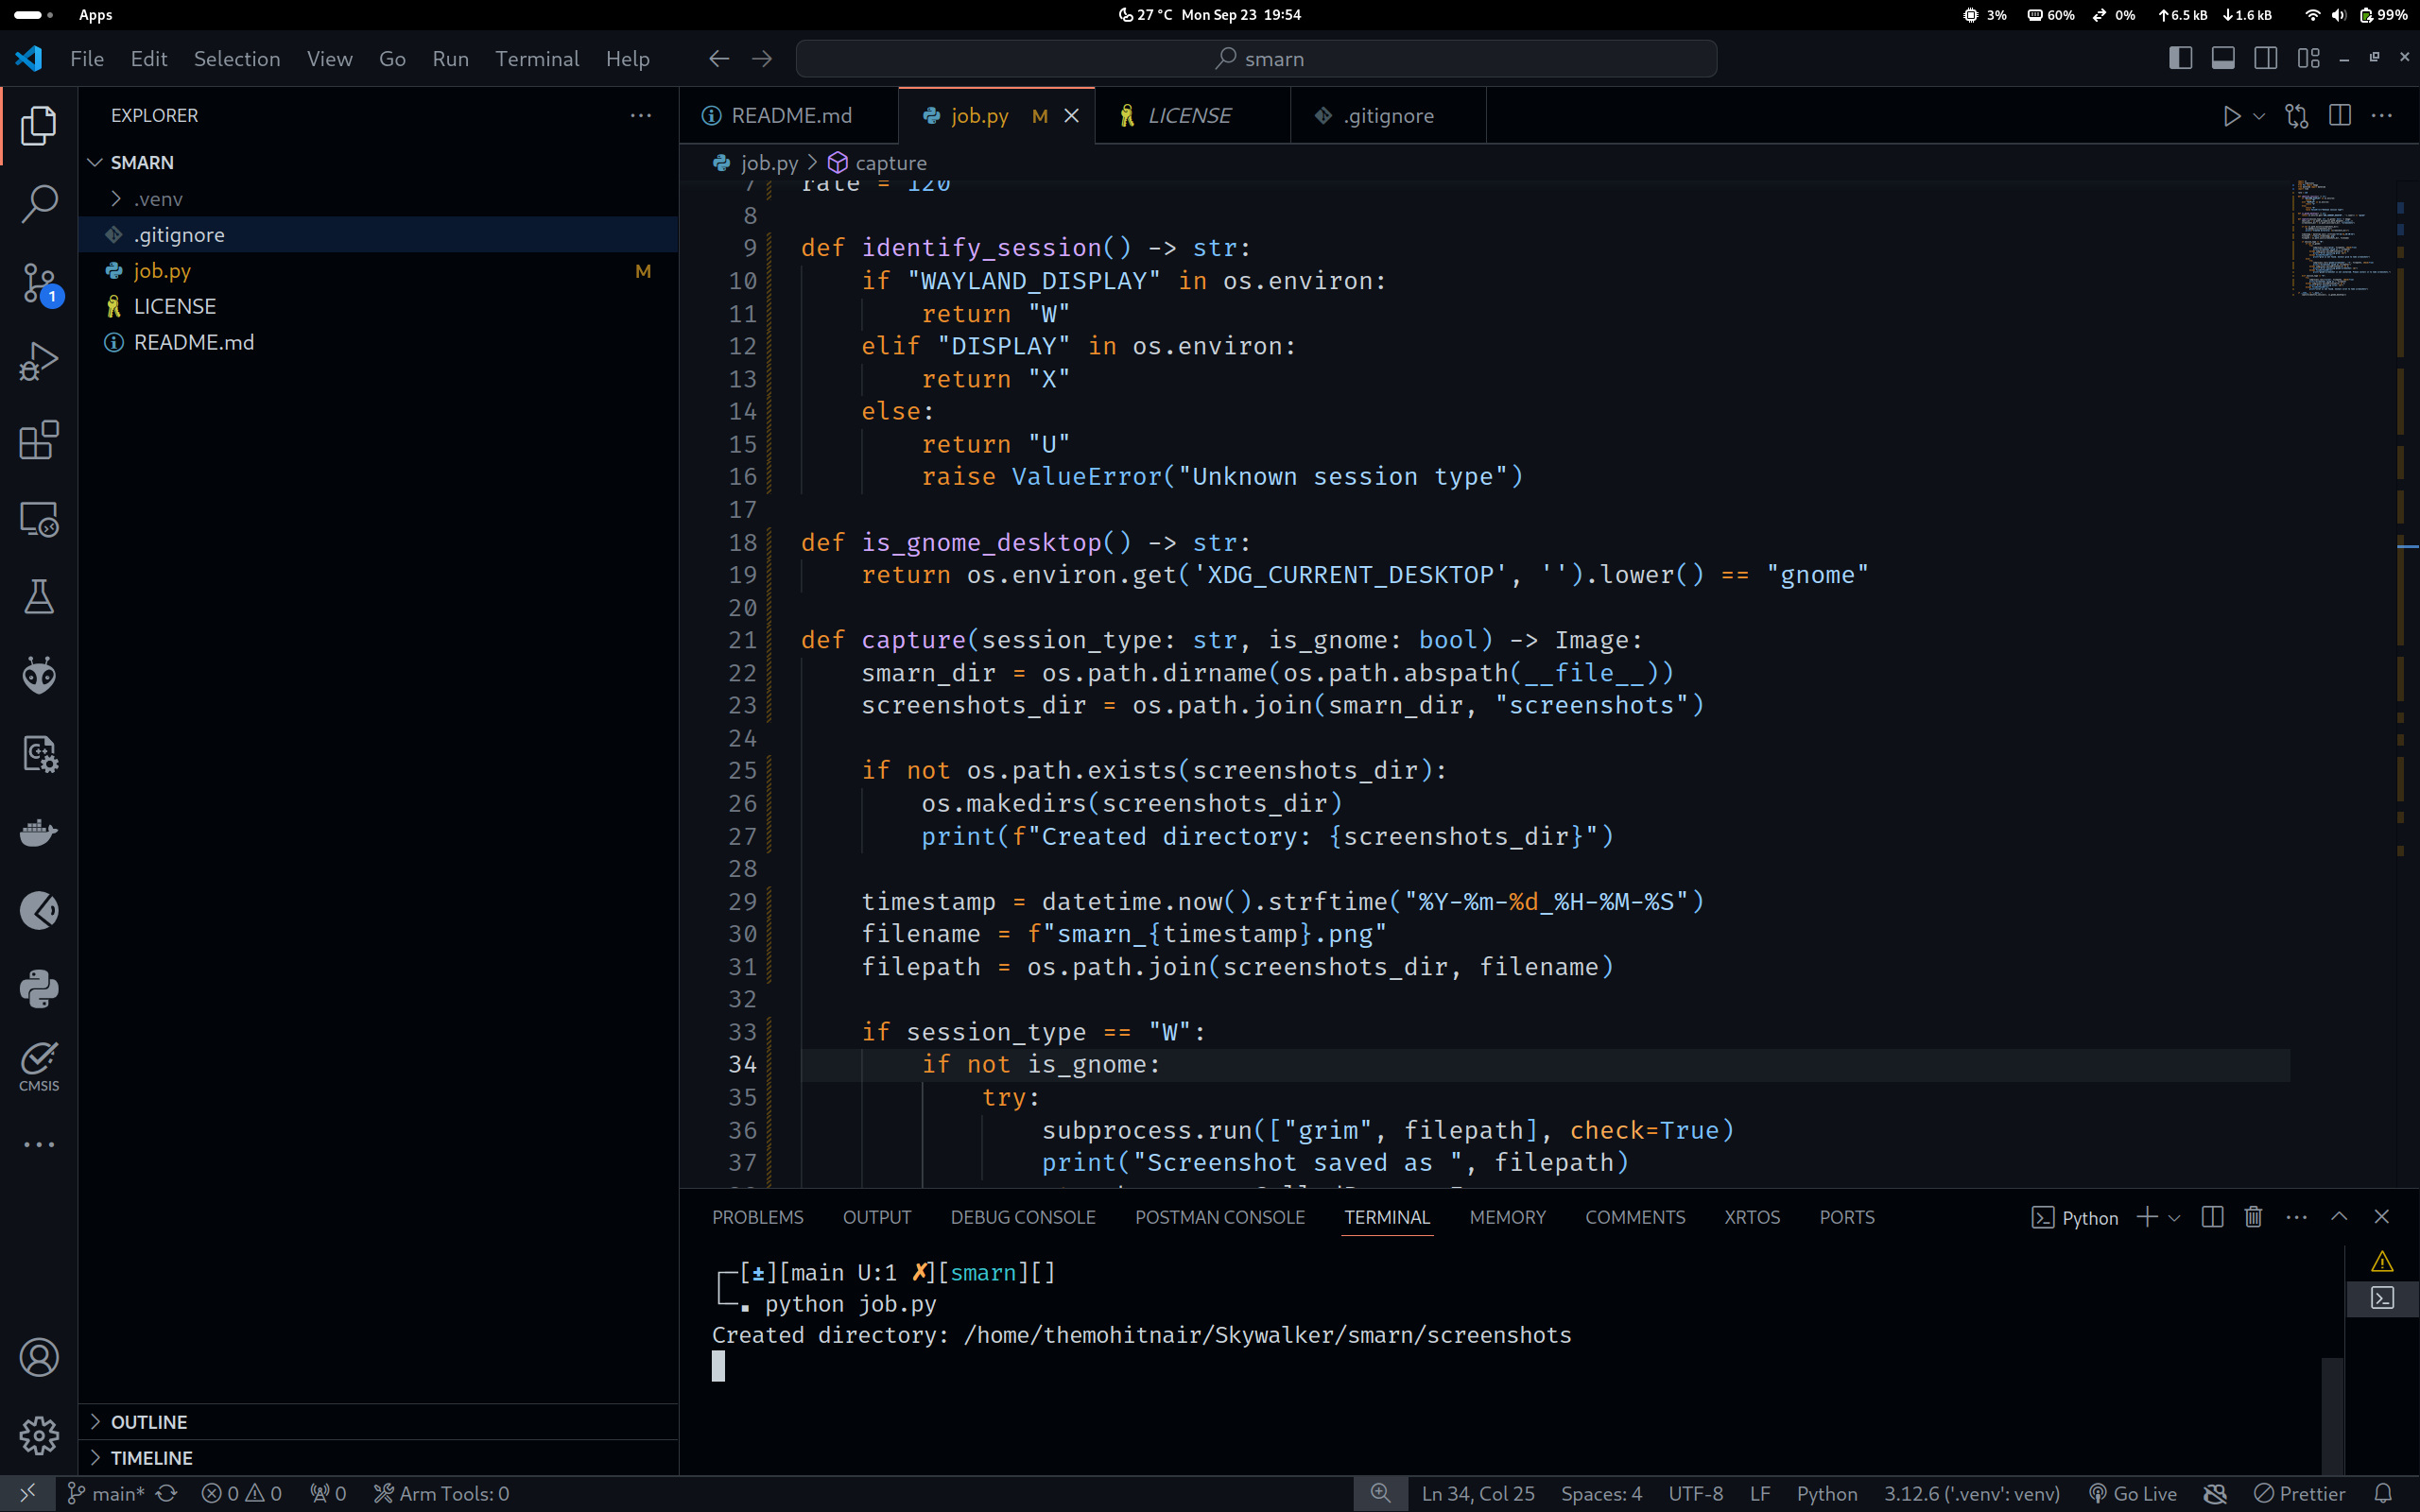 Apps
27 °C Mon Sep 23 19:54
3% 60% 0% ↑6.5 kB ↓1.6 kB 99%
File Edit Selection View Go Run Terminal Help
smarn
EXPLORER
SMARN
.venv
.gitignore
job.py M
LICENSE
README.md
1
CMSIS
OUTLINE
TIMELINE
README.md job.py M LICENSE .gitignore
job.py > capture
7 rate = 120
8
9 def identify_session() -> str:
10 if "WAYLAND_DISPLAY" in os.environ:
11 return "W"
12 elif "DISPLAY" in os.environ:
13 return "X"
14 else:
15 return "U"
16 raise ValueError("Unknown session type")
17
18 def is_gnome_desktop() -> str:
19 return os.environ.get('XDG_CURRENT_DESKTOP', '').lower() == "gnome"
20
21 def capture(session_type: str, is_gnome: bool) -> Image:
22 smarn_dir = os.path.dirname(os.path.abspath(__file__))
23 screenshots_dir = os.path.join(smarn_dir, "screenshots")
24
25 if not os.path.exists(screenshots_dir):
26 os.makedirs(screenshots_dir)
27 print(f"Created directory: {screenshots_dir}")
28
29 timestamp = datetime.now().strftime("%Y-%m-%d_%H-%M-%S")
30 filename = f"smarn_{timestamp}.png"
31 filepath = os.path.join(screenshots_dir, filename)
32
33 if session_type == "W":
34 if not is_gnome:
35 try:
36 subprocess.run(["grim", filepath], check=True)
37 print("Screenshot saved as ", filepath)
PROBLEMS OUTPUT DEBUG CONSOLE POSTMAN CONSOLE TERMINAL MEMORY COMMENTS XRTOS PORTS Python
[±][main U:1 ✗][smarn][]
python job.py
Created directory: /home/themohitnair/Skywalker/smarn/screenshots
main* 0 0 0 Arm Tools: 0 Ln 34, Col 25 Spaces: 4 UTF-8 LF Python 3.12.6 ('.venv': venv) Go Live Prettier